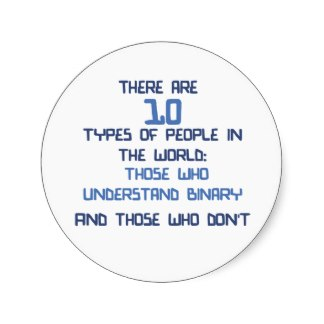 THERE ARE
10
TYPES OF PEOPLE IN
THE WORLD:
THOSE WHO
UNDERSTAND BINARY
AND THOSE WHO DON'T